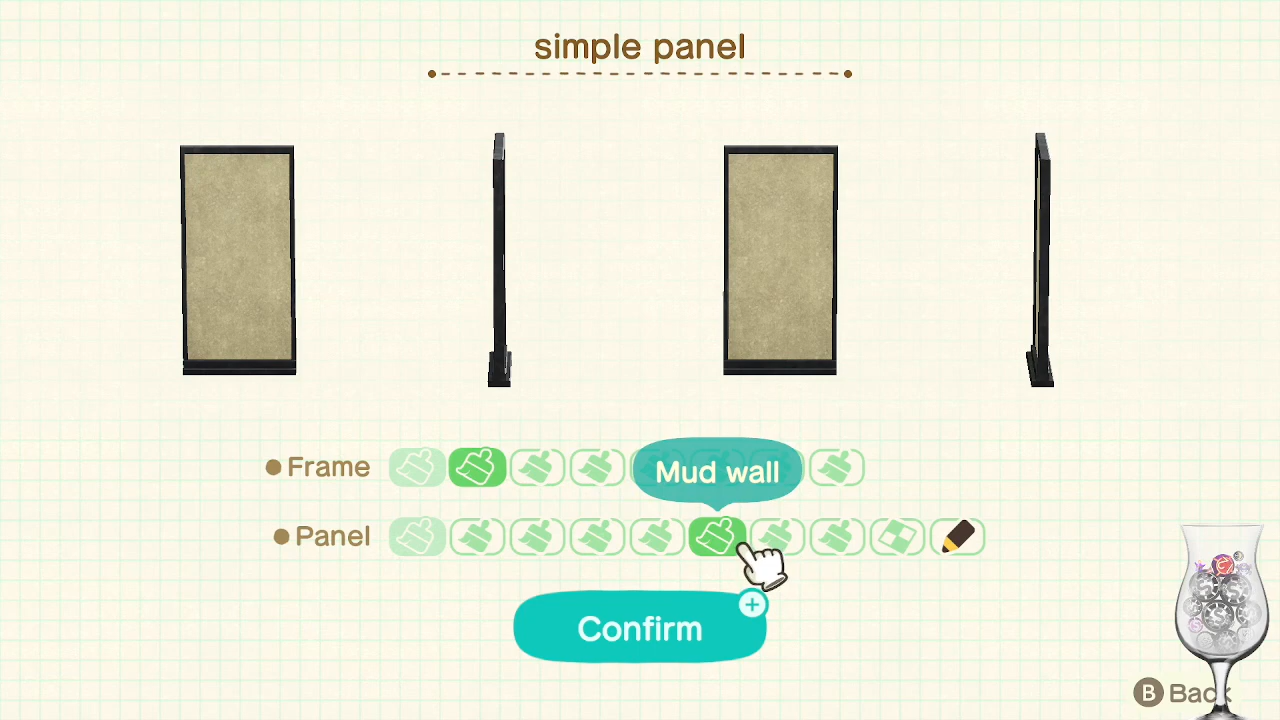 simple panel
Frame
Mud wall
Panel
Confirm
B Back